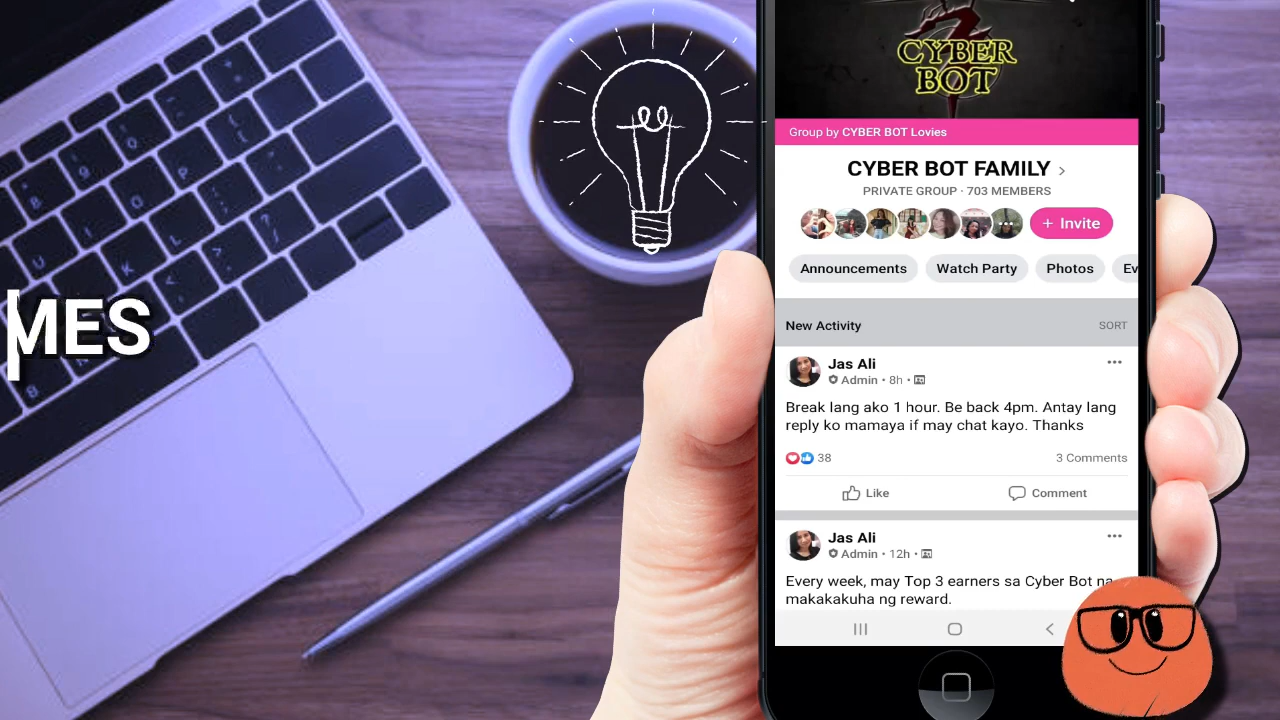 MES
CYBER
BOT
Group by CYBER BOT Lovies
CYBER BOT FAMILY
PRIVATE GROUP · 703 MEMBERS
+ Invite
Announcements
Watch Party
Photos
Ev
New Activity
SORT
Jas Ali
Admin • 8h •
Break lang ako 1 hour. Be back 4pm. Antay lang
reply ko mamaya if may chat kayo. Thanks
38
3 Comments
Like
Comment
Jas Ali
Admin • 12h •
Every week, may Top 3 earners sa Cyber Bot na
makakakuha ng reward.